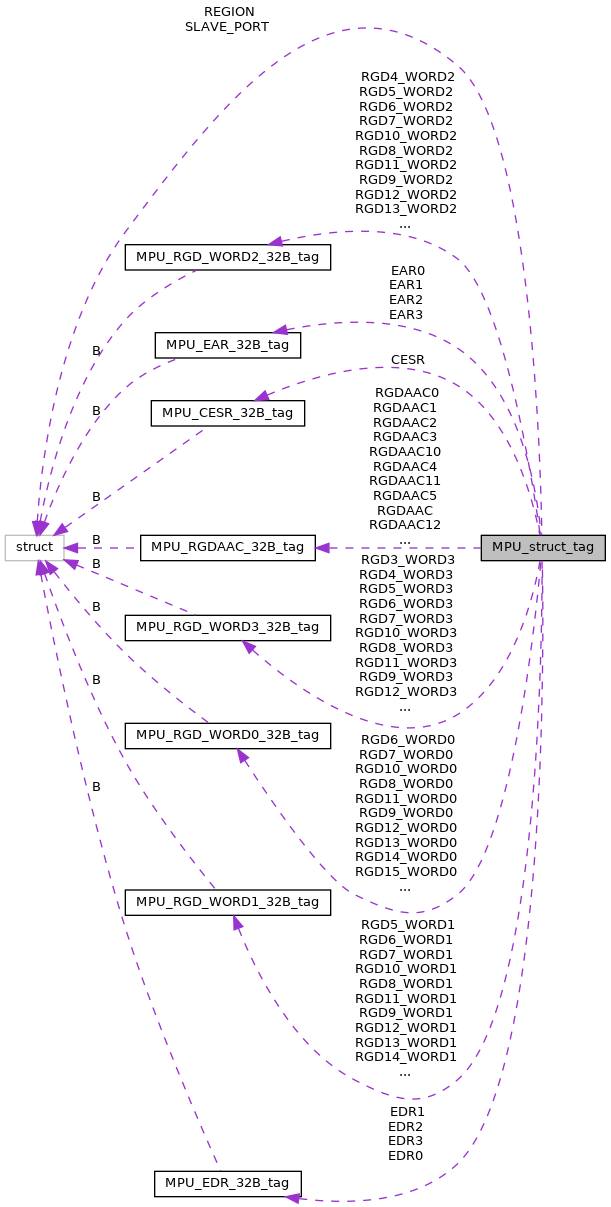 REGION
SLAVE_PORT
RGD4_WORD2
RGD5_WORD2
RGD6_WORD2
RGD7_WORD2
RGD10_WORD2
RGD8_WORD2
RGD11_WORD2
RGD9_WORD2
RGD12_WORD2
RGD13_WORD2
...
MPU_RGD_WORD2_32B_tag
EAR0
EAR1
EAR2
EAR3
MPU_EAR_32B_tag
B
CESR
B
MPU_CESR_32B_tag
RGDAAC0
RGDAAC1
RGDAAC2
RGDAAC3
RGDAAC10
RGDAAC4
RGDAAC11
RGDAAC5
RGDAAC
RGDAAC12
...
B
struct
B
MPU_RGDAAC_32B_tag
MPU_struct_tag
B
RGD3_WORD3
RGD4_WORD3
RGD5_WORD3
RGD6_WORD3
RGD7_WORD3
RGD10_WORD3
RGD8_WORD3
RGD11_WORD3
RGD9_WORD3
RGD12_WORD3
...
B
MPU_RGD_WORD3_32B_tag
B
MPU_RGD_WORD0_32B_tag
RGD6_WORD0
RGD7_WORD0
RGD10_WORD0
RGD8_WORD0
RGD11_WORD0
RGD9_WORD0
RGD12_WORD0
RGD13_WORD0
RGD14_WORD0
RGD15_WORD0
...
B
MPU_RGD_WORD1_32B_tag
RGD5_WORD1
RGD6_WORD1
RGD7_WORD1
RGD10_WORD1
RGD8_WORD1
RGD11_WORD1
RGD9_WORD1
RGD12_WORD1
RGD13_WORD1
RGD14_WORD1
...
EDR1
EDR2
EDR3
EDR0
MPU_EDR_32B_tag